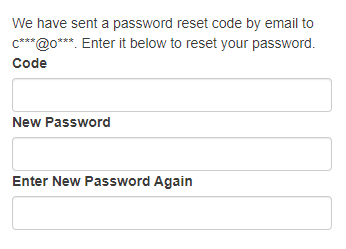 We have sent a password reset code by email to
c***@o***. Enter it below to reset your password.
Code
New Password
Enter New Password Again